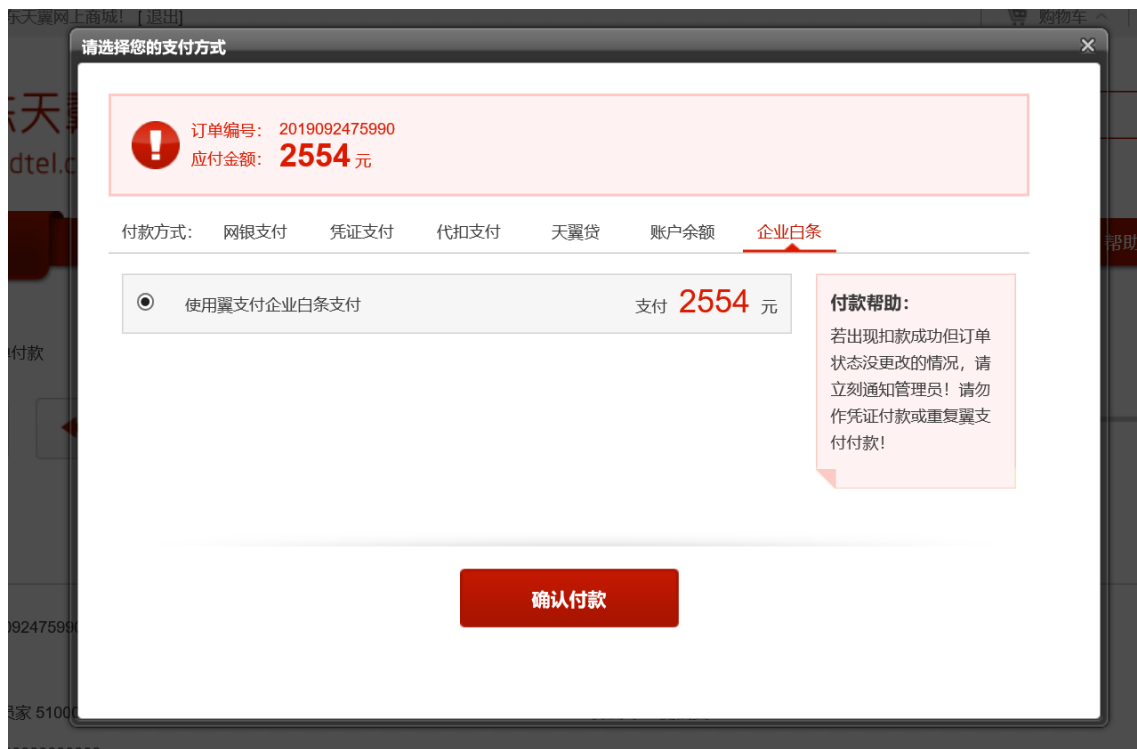 东天翼网上商城！ [ 退出]
购物车
请选择您的支付方式
天翼
dtel.c
订单编号： 2019092475990
应付金额： 2554 元
付款方式： 网银支付 凭证支付 代扣支付 天翼贷 账户余额 企业白条
帮助
使用翼支付企业白条支付 支付 2554 元
付款帮助：
若出现扣款成功但订单
状态没更改的情况，请
立刻通知管理员！请勿
作凭证付款或重复翼支
付付款！
付款
确认付款
092475990
家 51000